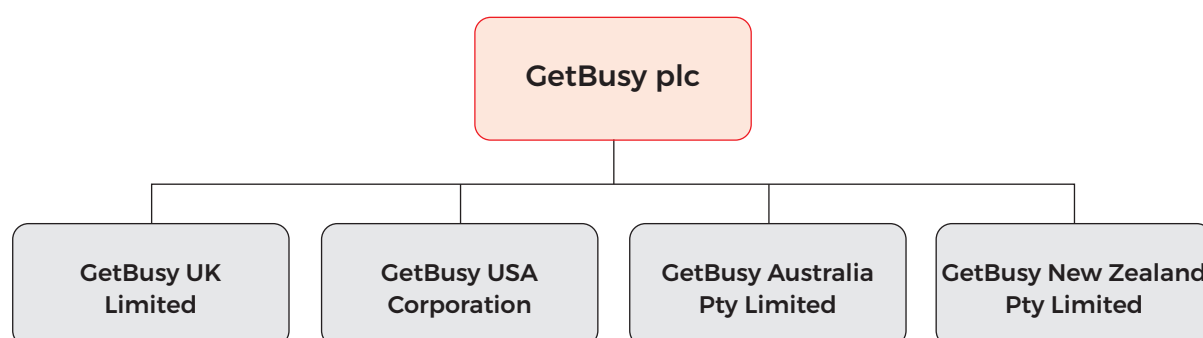 GetBusy plc
GetBusy UK
Limited
GetBusy USA
Corporation
GetBusy Australia
Pty Limited
GetBusy New Zealand
Pty Limited